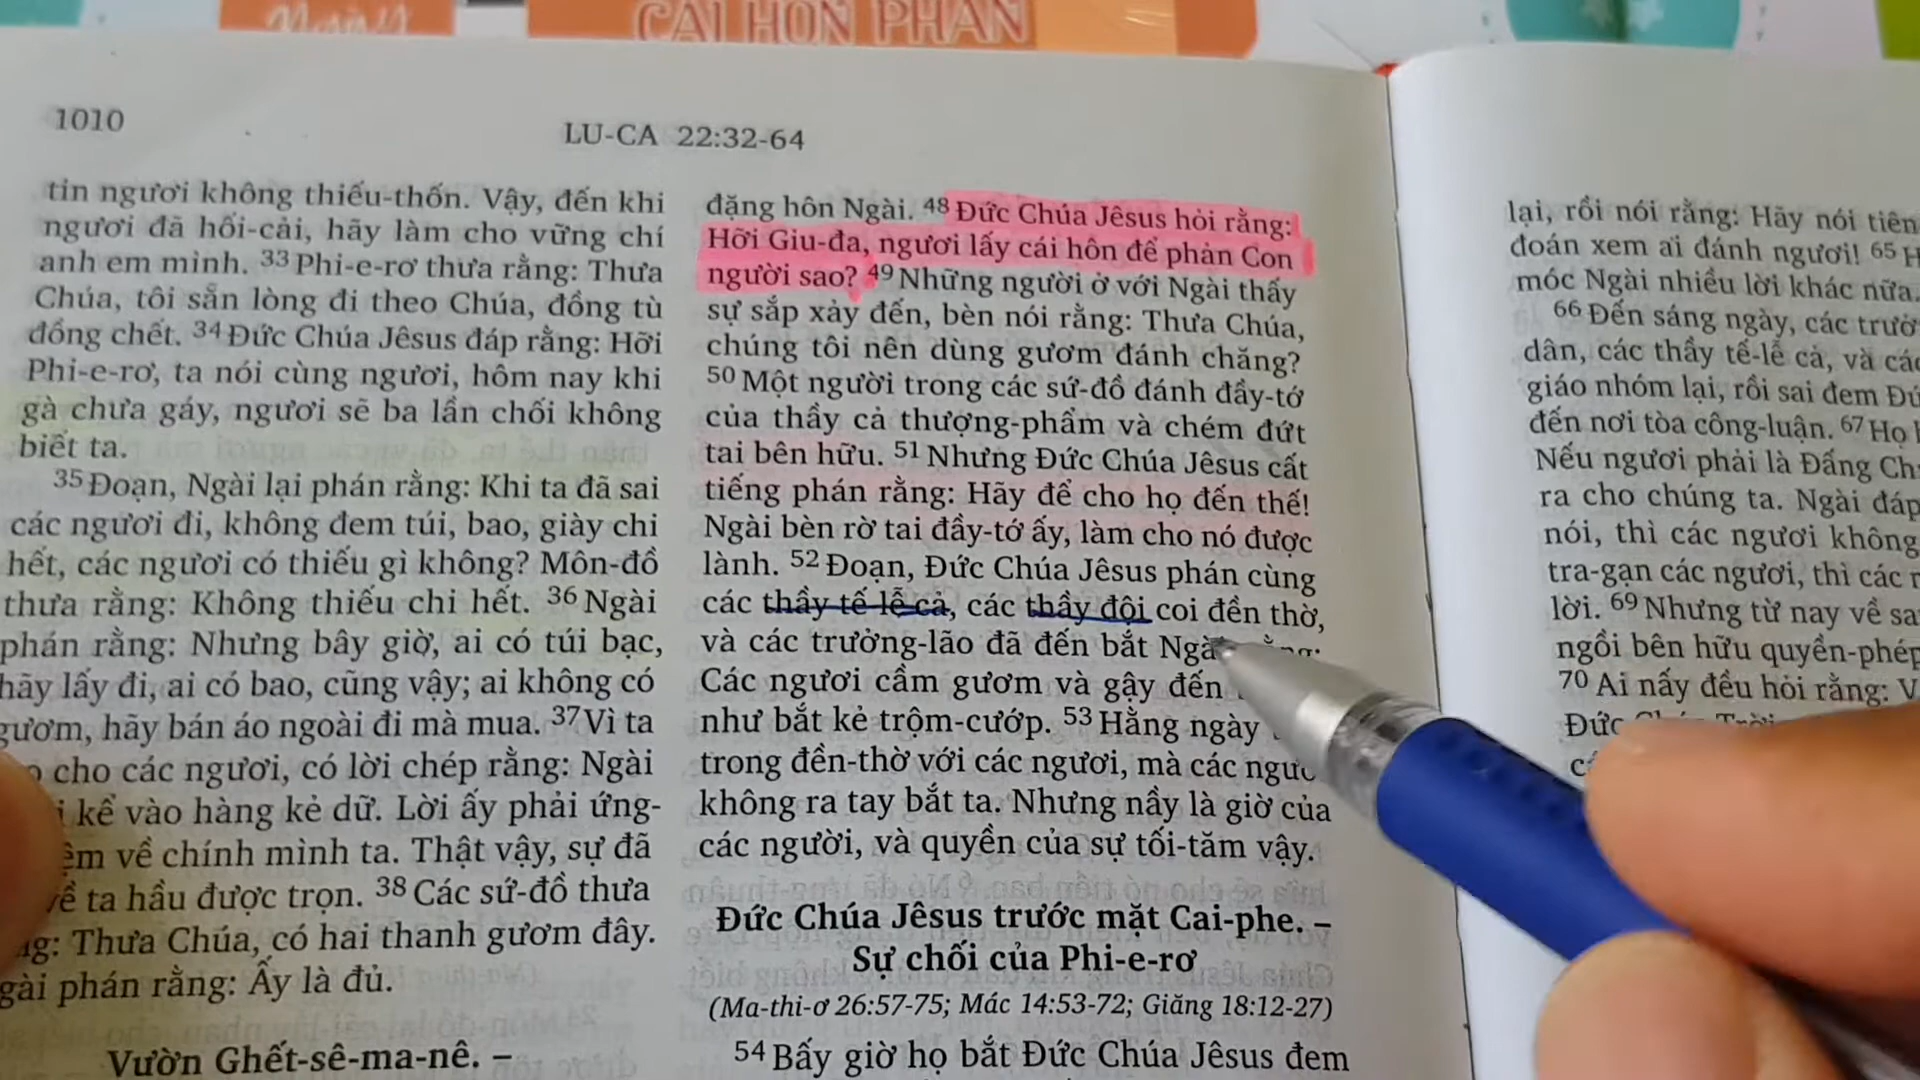 CAI HON PHAN
1010
LU-CA 22:32-64
tin ngươi không thiếu-thốn. Vậy, đến khi
ngươi đã hối-cải, hãy làm cho vững chí
anh em mình. 33 Phi-e-rơ thưa rằng: Thưa
Chúa, tôi sẵn lòng đi theo Chúa, đồng tù
đồng chết. 34 Đức Chúa Jêsus đáp rằng: Hỡi
Phi-e-rơ, ta nói cùng ngươi, hôm nay khi
gà chưa gáy, ngươi sẽ ba lần chối không
biết ta.
35 Đoạn, Ngài lại phán rằng: Khi ta đã sai
các ngươi đi, không đem túi, bao, giày chi
hết, các ngươi có thiếu gì không? Môn-đồ
thưa rằng: Không thiếu chi hết. 36 Ngài
phán rằng: Nhưng bây giờ, ai có túi bạc,
hãy lấy đi, ai có bao, cũng vậy; ai không có
gươm, hãy bán áo ngoài đi mà mua. 37 Vì ta
cho các ngươi, có lời chép rằng: Ngài
kể vào hàng kẻ dữ. Lời ấy phải ứng-
về chính mình ta. Thật vậy, sự đã
ta hầu được trọn. 38 Các sứ-đồ thưa
Thưa Chúa, có hai thanh gươm đây.
phán rằng: Ấy là đủ.
Vườn Ghết-sê-ma-nê. –
đặng hôn Ngài. 48 Đức Chúa Jêsus hỏi rằng:
Hỡi Giu-đa, ngươi lấy cái hôn để phản Con
người sao? 49 Những người ở với Ngài thấy
sự sắp xảy đến, bèn nói rằng: Thưa Chúa,
chúng tôi nên dùng gươm đánh chăng?
50 Một người trong các sứ-đồ đánh đầy-tớ
của thầy cả thượng-phẩm và chém đứt
tai bên hữu. 51 Nhưng Đức Chúa Jêsus cất
tiếng phán rằng: Hãy để cho họ đến thế!
Ngài bèn rờ tai đầy-tớ ấy, làm cho nó được
lành. 52 Đoạn, Đức Chúa Jêsus phán cùng
các thầy tế lễ cả, các thầy đội coi đền thờ,
và các trưởng-lão đã đến bắt
Các ngươi cầm gươm và gậy đến
như bắt kẻ trộm-cướp. 53 Hằng ngày
trong đền-thờ với các ngươi, mà các
không ra tay bắt ta. Nhưng nầy là giờ của
các người, và quyền của sự tối-tăm vậy.
Đức Chúa Jêsus trước mặt Cai-phe. –
Sự chối của Phi-e-rơ
(Ma-thi-ơ 26:57-75; Mác 14:53-72; Giăng 18:12-27)
54 Bấy giờ họ bắt Đức Chúa Jêsus đem
lại, rồi nói rằng: Hãy nói tiên
đoán xem ai đánh ngươi! 65
móc Ngài nhiều lời khác nữa.
66 Đến sáng ngày, các
dân, các thầy tế-lễ cả, và
giáo nhóm lại, rồi sai đem
đến nơi tòa công-luận. 67 Họ
Nếu ngươi phải là Đấng
ra cho chúng ta. Ngài đáp
nói, thì các ngươi không
tra-gạn các ngươi, thì các
lời. 69 Nhưng từ nay về
ngồi bên hữu quyền-phép
70 Ai nấy đều hỏi rằng: